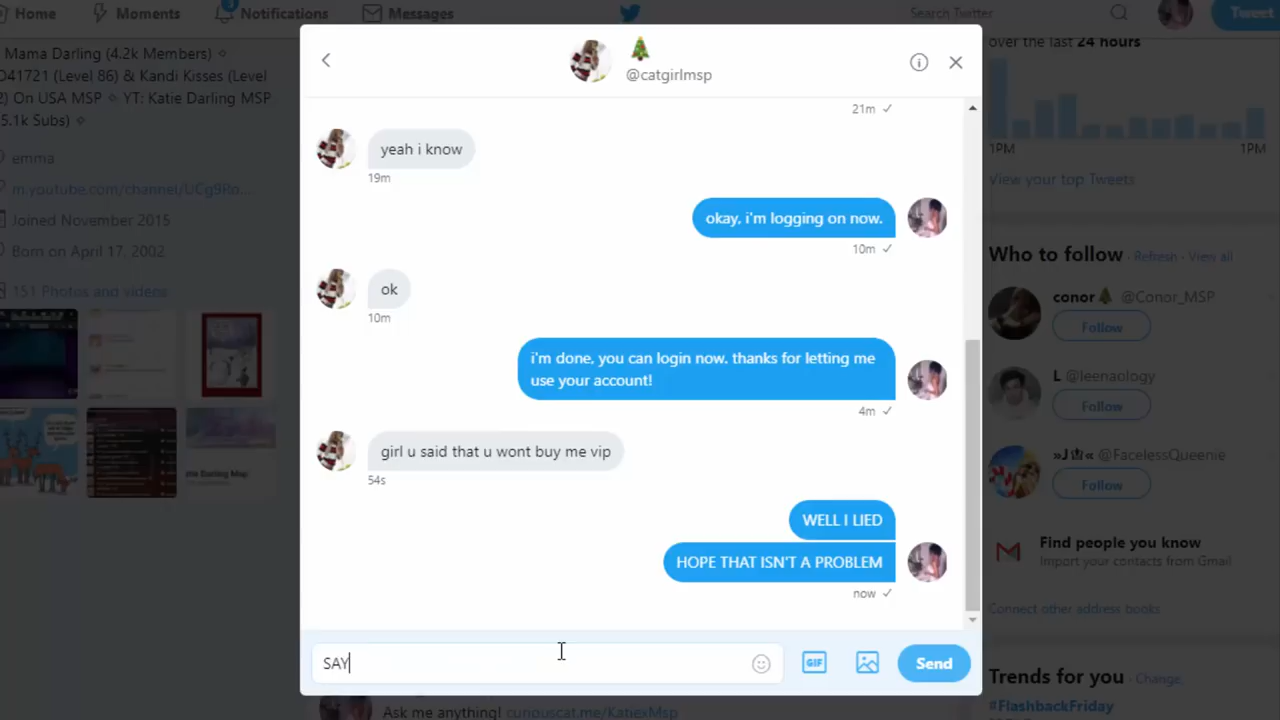 Home
Moments
Notifications
Messages
Search Twitter
Tweet
Mama Darling (4.2k Members) ⟡
D41721 (Level 86) & Kandi Kisses (Level
2) On USA MSP ⟡ YT: Katie Darling MSP
5.1k Subs) ⟡
emma
Joined November 2015
Born on April 17, 2002
151 Photos and videos
@catgirlmsp
21m
yeah i know
19m
okay, i'm logging on now.
10m
ok
10m
i'm done, you can login now. thanks for letting me
use your account!
4m
girl u said that u wont buy me vip
54s
WELL I LIED
HOPE THAT ISN'T A PROBLEM
now
SAY
GIF
Send
Ask me anything! curiouscat.me/KatiexMsp
over the last 24 hours
1PM
1PM
View your top Tweets
Who to follow · Refresh · View all
conor🎄 @Conor_MSP
Follow
L @leenaology
Follow
@FacelessQueenie
Follow
Find people you know
Import your contacts from Gmail
Connect other address books
Trends for you · Change
#FlashbackFriday